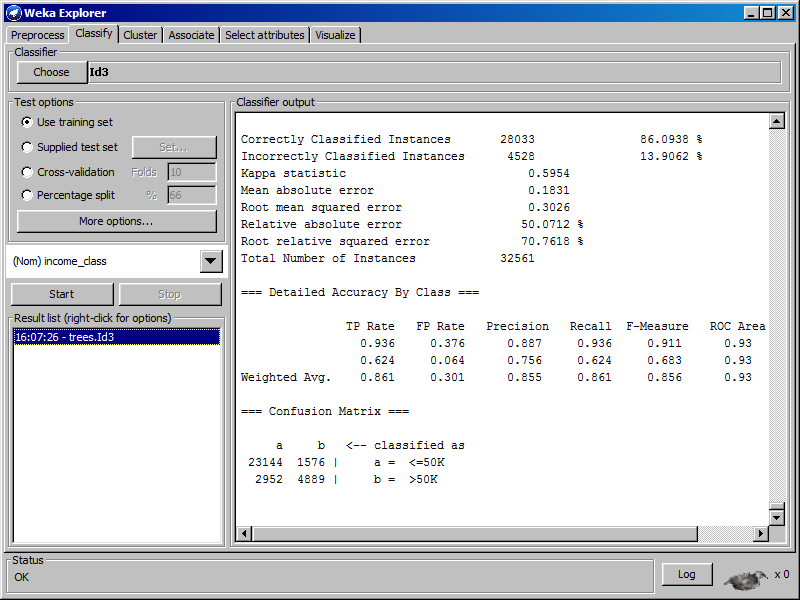 Weka Explorer
Preprocess Classify Cluster Associate Select attributes Visualize
Classifier
Choose Id3
Test options
Use training set
Supplied test set Set...
Cross-validation Folds 10
Percentage split % 66
More options...
(Nom) income_class
Start Stop
Result list (right-click for options)
16:07:26 - trees.Id3
Classifier output
Correctly Classified Instances 28033 86.0938 %
Incorrectly Classified Instances 4528 13.9062 %
Kappa statistic 0.5954
Mean absolute error 0.1831
Root mean squared error 0.3026
Relative absolute error 50.0712 %
Root relative squared error 70.7618 %
Total Number of Instances 32561
=== Detailed Accuracy By Class ===
TP Rate FP Rate Precision Recall F-Measure ROC Area
0.936 0.376 0.887 0.936 0.911 0.93
0.624 0.064 0.756 0.624 0.683 0.93
Weighted Avg. 0.861 0.301 0.855 0.861 0.856 0.93
=== Confusion Matrix ===
a b <-- classified as
23144 1576 | a = <=50K
2952 4889 | b = >50K
Status
OK
Log
x 0